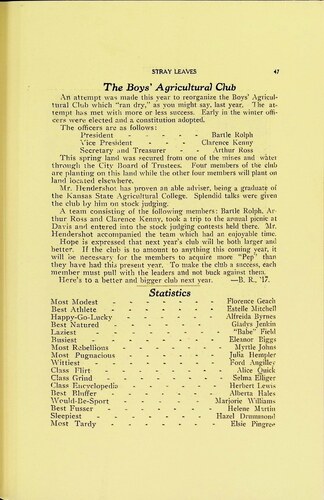 STRAY LEAVES 47
The Boys' Agricultural Club
An attempt was made this year to reorganize the Boys' Agricul-
tural Club which "ran dry," as you might say, last year. The at-
tempt has met with more or less success. Early in the winter offi-
cers were elected and a constitution adopted.
The officers are as follows:
President - - - - Bartle Rolph
Vice President - - - Clarence Kenny
Secretary and Treasurer - - Arthur Ross
This spring land was secured from one of the mines and water
through the City Board of Trustees. Four members of the club
are planting on this land while the other four members will plant on
land located elsewhere.
Mr. Hendershot has proven an able adviser, being a graduate of
the Kansas State Agricultural College. Splendid talks were given
the club by him on stock judging.
A team consisting of the following members: Bartle Rolph, Ar-
thur Ross and Clarence Kenny, took a trip to the annual picnic at
Davis and entered into the stock judging contests held there. Mr.
Hendershot accompanied the team which had an enjoyable time.
Hope is expressed that next year's club will be both larger and
better. If the club is to amount to anything this coming year, it
will be necessary for the members to acquire more "Pep" than
they have had this present year. To make the club a success, each
member must pull with the leaders and not buck against them.
Here's to a better and bigger club next year. —B. R., '17.
Statistics
Most Modest - - - - - - Florence Geach
Best Athlete - - - - - - Estelle Mitchell
Happy-Go-Lucky - - - - - - Alfreida Byrnes
Best Natured - - - - - - Gladys Jenkin
Laziest - - - - - - "Babe" Field
Busiest - - - - - - Eleanor Biggs
Most Rebellious - - - - - - Myrtle Johns
Most Pugnacious - - - - - - Julia Hempler
Wittiest - - - - - - Ford Angilley
Class Flirt - - - - - - Alice Quick
Class Grind - - - - - - Selma Elliger
Class Encyclopedia - - - - - - Herbert Lewis
Best Bluffer - - - - - - Alberta Hales
Would-Be-Sport - - - - - - Marjorie Williams
Best Fusser - - - - - - Helene Martin
Sleepiest - - - - - - Hazel Drummond
Most Tardy - - - - - - Elsie Pingree